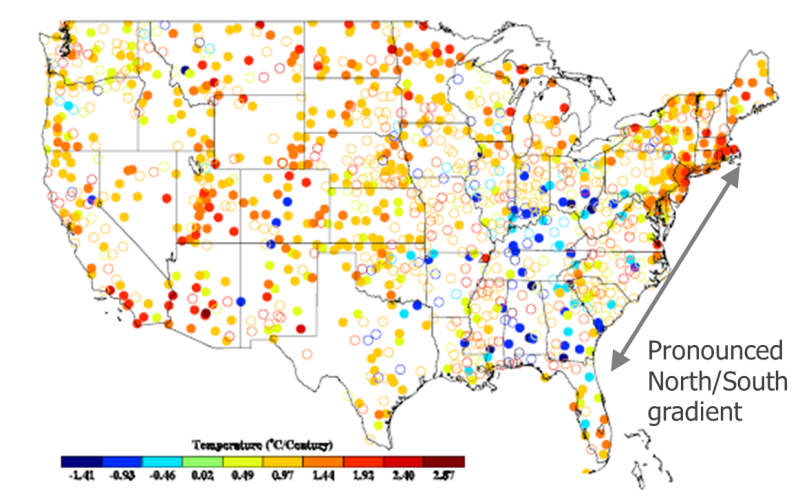 Pronounced
North/South
gradient
Temperature (°C/Century)
-1.41 -0.93 -0.46 0.02 0.49 0.97 1.44 1.92 2.40 2.87